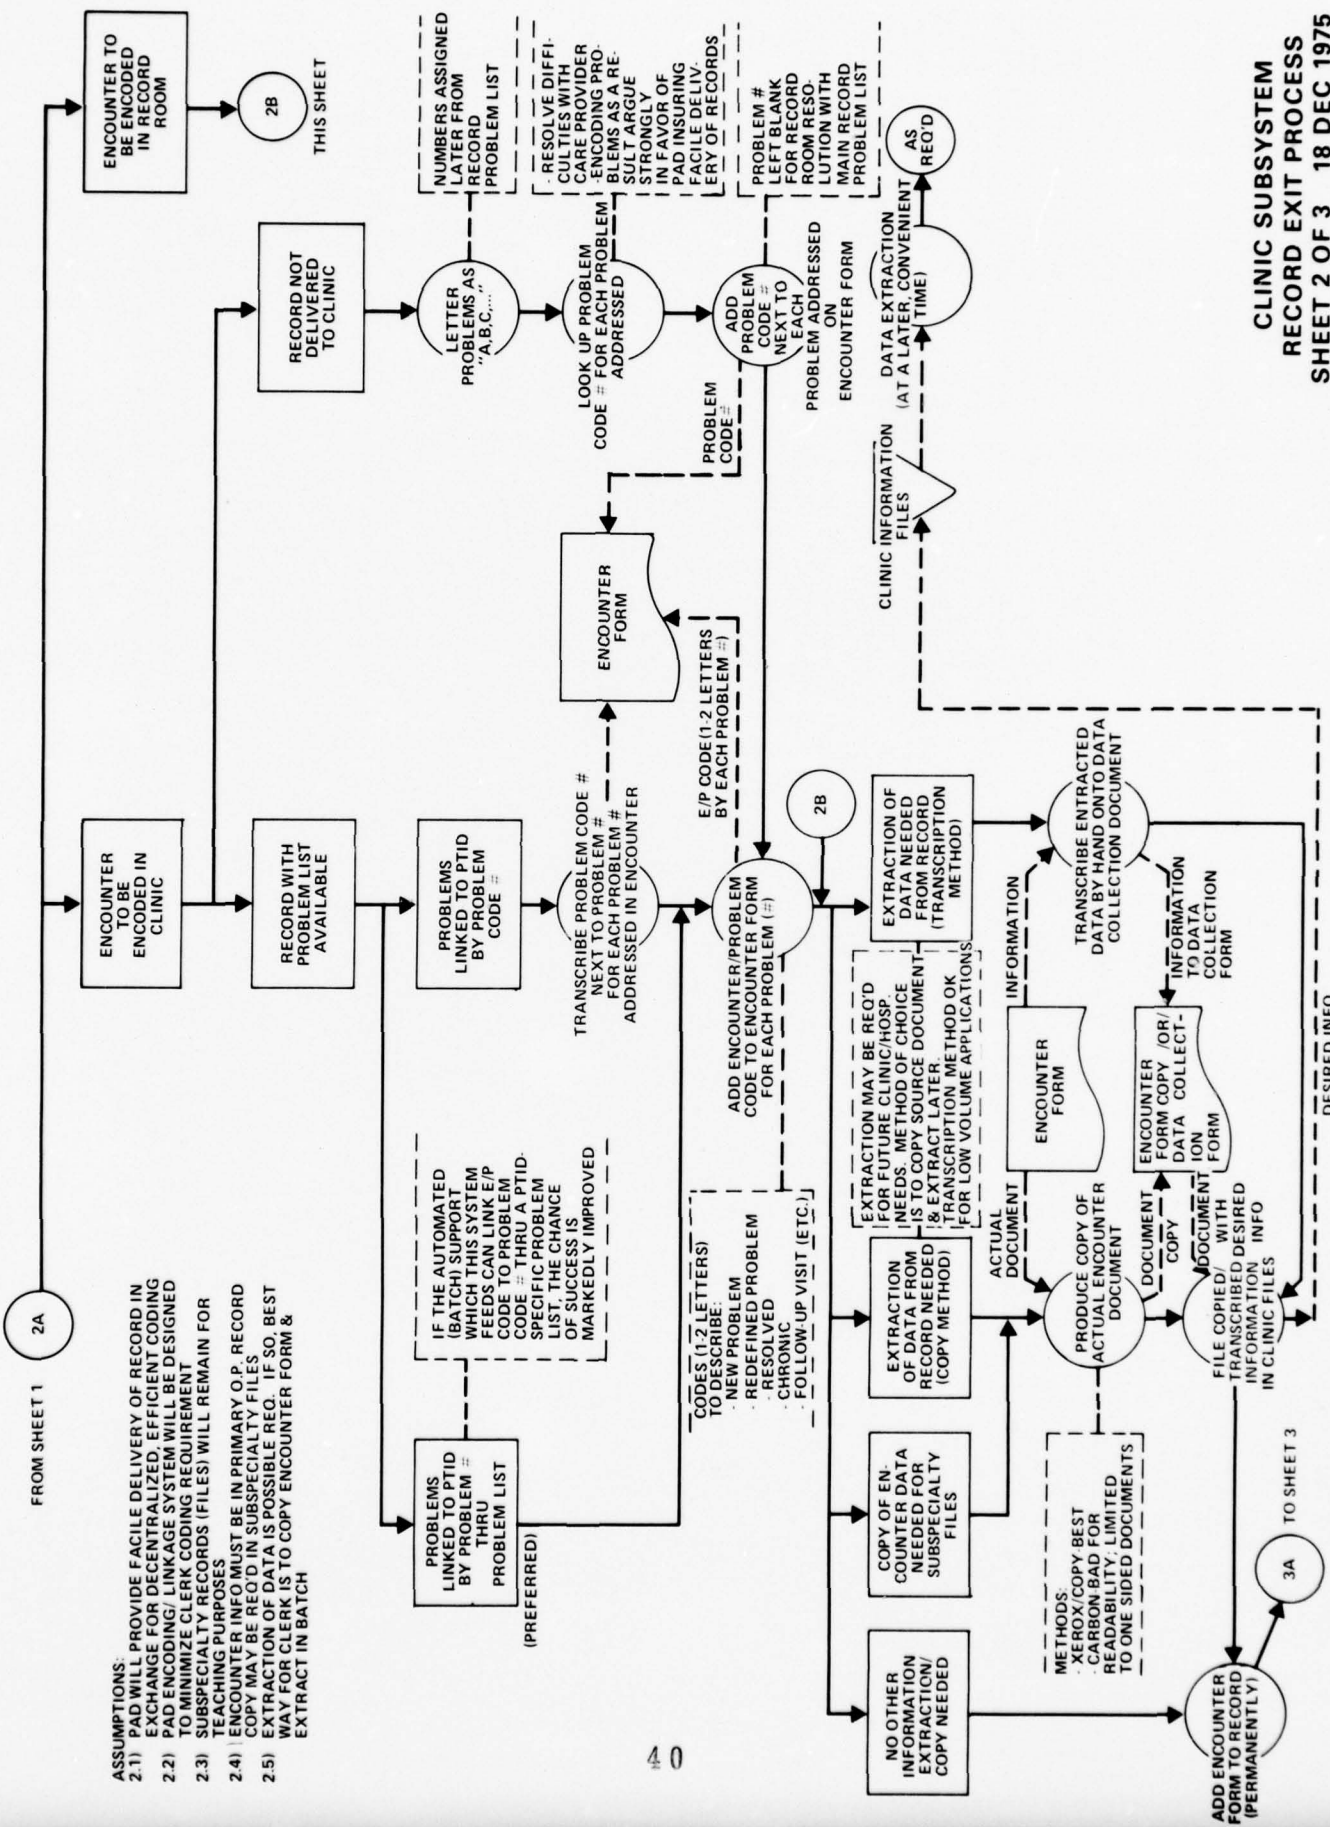 FROM SHEET 1
2A
ASSUMPTIONS:
2.1) PAD WILL PROVIDE FACILE DELIVERY OF RECORD IN
EXCHANGE FOR DECENTRALIZED, EFFICIENT CODING
2.2) PAD ENCODING/ LINKAGE SYSTEM WILL BE DESIGNED
TO MINIMIZE CLERK CODING REQUIREMENT
2.3) SUBSPECIALTY RECORDS (FILES) WILL REMAIN FOR
TEACHING PURPOSES
2.4) ENCOUNTER INFO MUST BE IN PRIMARY O.P. RECORD
COPY MAY BE REQ'D IN SUBSPECIALTY FILES
2.5) EXTRACTION OF DATA IS POSSIBLE REQ. IF SO, BEST
WAY FOR CLERK IS TO COPY ENCOUNTER FORM &
EXTRACT IN BATCH
ENCOUNTER
TO BE
ENCODED IN
CLINIC
ENCOUNTER TO
BE ENCODED
IN RECORD
ROOM
2B
THIS SHEET
RECORD WITH
PROBLEM LIST
AVAILABLE
RECORD NOT
DELIVERED
TO CLINIC
PROBLEMS
LINKED TO PTID
BY PROBLEM #
THRU
PROBLEM LIST
(PREFERRED)
IF THE AUTOMATED
(BATCH) SUPPORT
WHICH THIS SYSTEM
FEEDS CAN LINK E/P
CODE TO PROBLEM
CODE # THRU A PTID-
SPECIFIC PROBLEM
LIST, THE CHANCE
OF SUCCESS IS
MARKEDLY IMPROVED
PROBLEMS
LINKED TO PTID
BY PROBLEM
CODE #
LETTER
PROBLEMS AS
"A,B,C,...."
NUMBERS ASSIGNED
LATER FROM
RECORD
PROBLEM LIST
TRANSCRIBE PROBLEM CODE #
NEXT TO PROBLEM #
FOR EACH PROBLEM #
ADDRESSED IN ENCOUNTER
ENCOUNTER
FORM
LOOK UP PROBLEM
CODE # FOR EACH PROBLEM
ADDRESSED
- RESOLVE DIFFI-
CULTIES WITH
CARE PROVIDER
-ENCODING PRO-
BLEMS AS A RE-
SULT ARGUE
STRONGLY
IN FAVOR OF
PAD INSURING
FACILE DELIV-
ERY OF RECORDS
PROBLEM
CODE#
ADD
PROBLEM
CODE #
NEXT TO
EACH
PROBLEM ADDRESSED
ON
ENCOUNTER FORM
PROBLEM #
LEFT BLANK
FOR RECORD
ROOM RESO-
LUTION WITH
MAIN RECORD
PROBLEM LIST
E/P CODE(1-2 LETTERS
BY EACH PROBLEM #)
ADD ENCOUNTER/PROBLEM
CODE TO ENCOUNTER FORM
FOR EACH PROBLEM (#)
CODES (1-2 LETTERS)
TO DESCRIBE:
- NEW PROBLEM
- REDEFINED PROBLEM
- RESOLVED
- CHRONIC
- FOLLOW-UP VISIT (ETC.)
2B
NO OTHER
INFORMATION
EXTRACTION/
COPY NEEDED
COPY OF EN-
COUNTER DATA
NEEDED FOR
SUBSPECIALTY
FILES
EXTRACTION
OF DATA FROM
RECORD NEEDED
(COPY METHOD)
EXTRACTION MAY BE REQ'D
FOR FUTURE CLINIC/HOSP.
NEEDS. METHOD OF CHOICE
IS TO COPY SOURCE DOCUMENT
& EXTRACT LATER.
TRANSCRIPTION METHOD OK
FOR LOW VOLUME APPLICATIONS
EXTRACTION OF
DATA NEEDED
FROM RECORD
(TRANSCRIPTION
METHOD)
CLINIC INFORMATION
FILES
DATA EXTRACTION
(AT A LATER, CONVENIENT
TIME)
AS
REQ'D
METHODS:
- XEROX/COPY-BEST
- CARBON-BAD FOR
READABILITY; LIMITED
TO ONE SIDED DOCUMENTS
PRODUCE COPY OF
ACTUAL ENCOUNTER
DOCUMENT
ACTUAL
DOCUMENT
ENCOUNTER
FORM
INFORMATION
TRANSCRIBE ENTRACTED
DATA BY HAND ONTO DATA
COLLECTION DOCUMENT
DOCUMENT
COPY
ENCOUNTER
FORM COPY /OR/
DATA COLLECT-
ION
FORM
INFORMATION
TO DATA
COLLECTION
FORM
DOCUMENT
WITH
DESIRED
INFO
FILE COPIED/
TRANSCRIBED
INFORMATION
IN CLINIC FILES
DESIRED INFO
ADD ENCOUNTER
FORM TO RECORD
(PERMANENTLY)
3A
TO SHEET 3
CLINIC SUBSYSTEM
RECORD EXIT PROCESS
SHEET 2 OF 3 18 DEC 1975
40